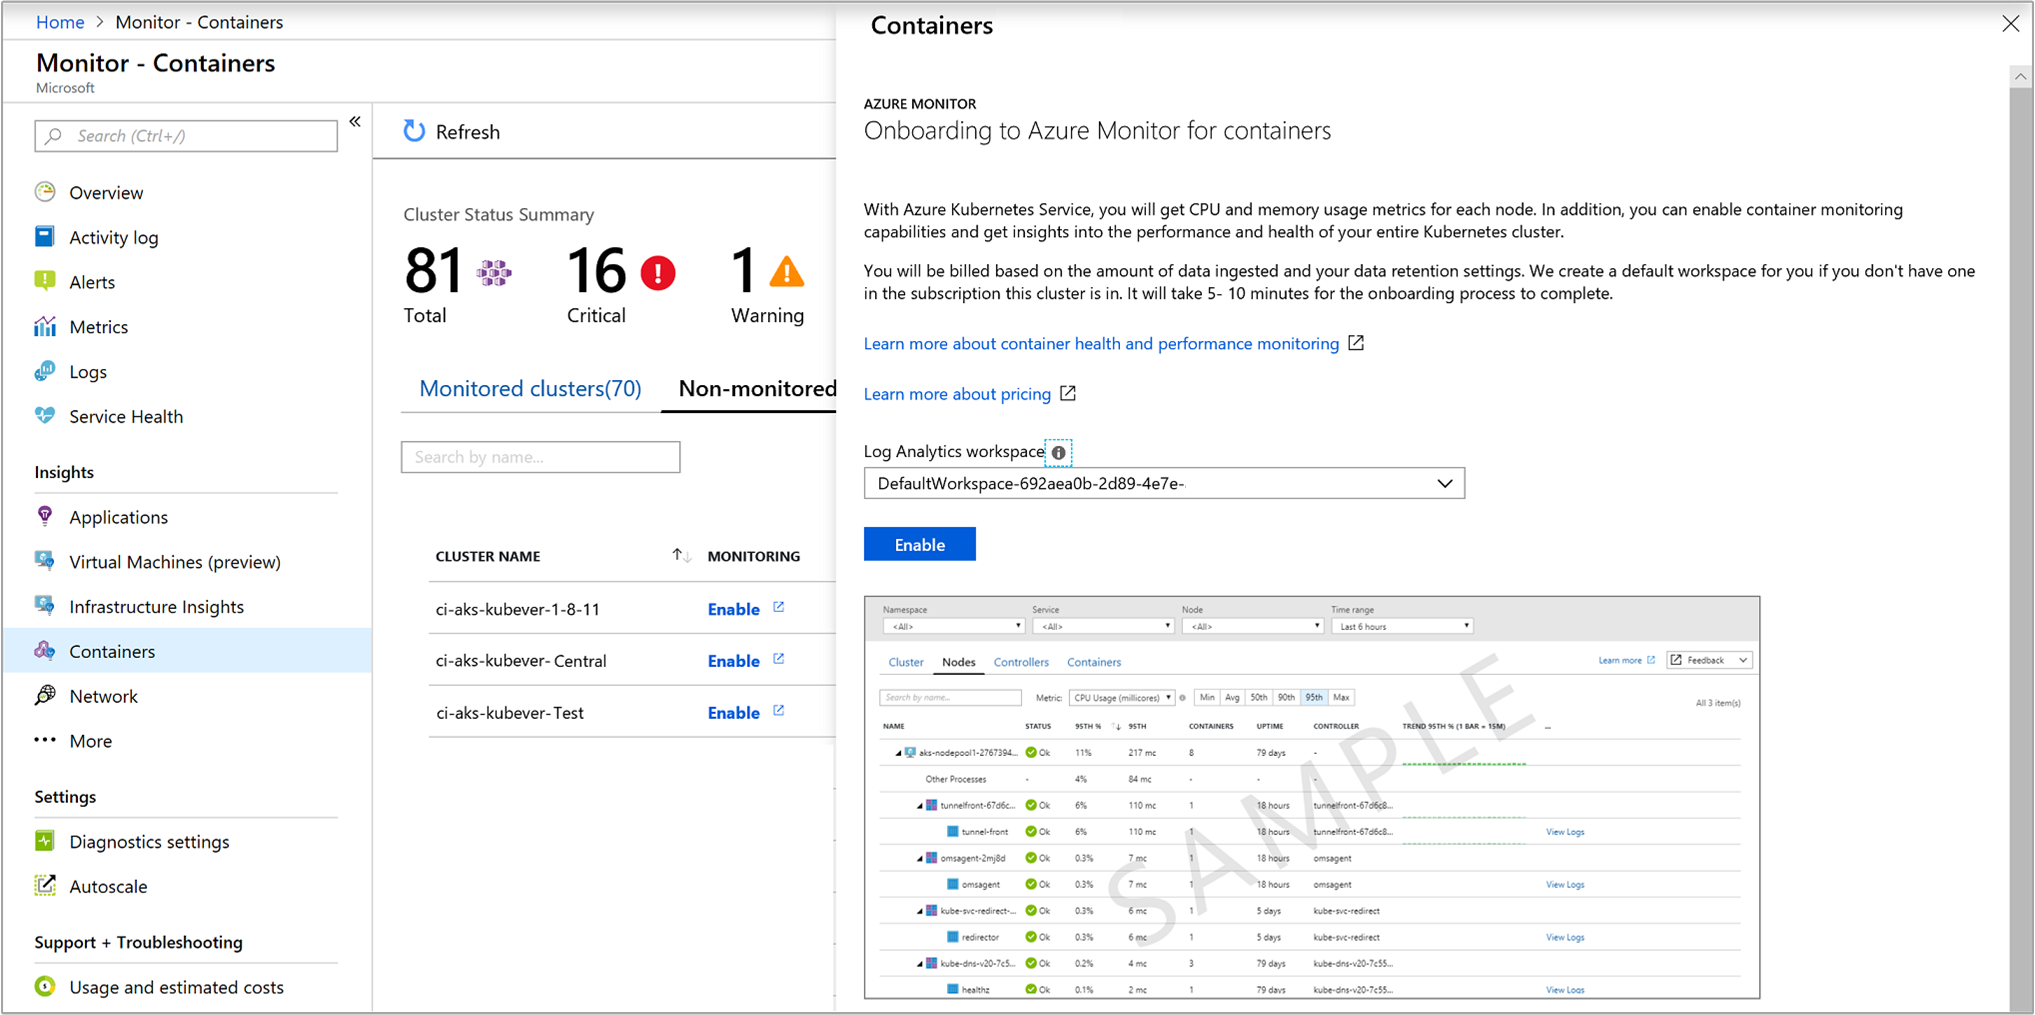 Home > Monitor - Containers
Monitor - Containers
Microsoft
Search (Ctrl+/)
«
Overview
Activity log
Alerts
Metrics
Logs
Service Health
Insights
Applications
Virtual Machines (preview)
Infrastructure Insights
Containers
Network
More
Settings
Diagnostics settings
Autoscale
Support + Troubleshooting
Usage and estimated costs
Refresh
Cluster Status Summary
81 16 1
Total Critical Warning
Monitored clusters(70) Non-monitored
Search by name...
CLUSTER NAME MONITORING
ci-aks-kubever-1-8-11 Enable
ci-aks-kubever-Central Enable
ci-aks-kubever-Test Enable
Containers
AZURE MONITOR
Onboarding to Azure Monitor for containers
With Azure Kubernetes Service, you will get CPU and memory usage metrics for each node. In addition, you can enable container monitoring
capabilities and get insights into the performance and health of your entire Kubernetes cluster.
You will be billed based on the amount of data ingested and your data retention settings. We create a default workspace for you if you don't have one
in the subscription this cluster is in. It will take 5- 10 minutes for the onboarding process to complete.
Learn more about container health and performance monitoring
Learn more about pricing
Log Analytics workspace
DefaultWorkspace-692aea0b-2d89-4e7e-
Enable
Namespace Service Node Time range
<All> <All> <All> Last 6 hours
Cluster Nodes Controllers Containers Learn more Feedback
Search by name... Metric: CPU Usage (millicores) Min Avg 50th 90th 95th Max
All 3 item(s)
NAME STATUS 95TH % 95TH CONTAINERS UPTIME CONTROLLER TREND 95TH % (1 BAR = 15M) ...
aks-nodepool1-2767394... Ok 11% 217 mc 8 79 days -
Other Processes - 4% 84 mc - - -
tunnelfront-67d6c... Ok 6% 110 mc 1 18 hours tunnelfront-67d6c8...
tunnel-front Ok 6% 110 mc 1 18 hours tunnelfront-67d6c8... View Logs
omsagent-2mj8d Ok 0.3% 7 mc 1 18 hours omsagent
omsagent Ok 0.3% 7 mc 1 18 hours omsagent View Logs
kube-svc-redirect-... Ok 0.3% 6 mc 1 5 days kube-svc-redirect
redirector Ok 0.3% 6 mc 1 5 days kube-svc-redirect View Logs
kube-dns-v20-7c5... Ok 0.2% 4 mc 3 79 days kube-dns-v20-7c55...
healthz Ok 0.1% 2 mc 1 79 days kube-dns-v20-7c55... View Logs
SAMPLE